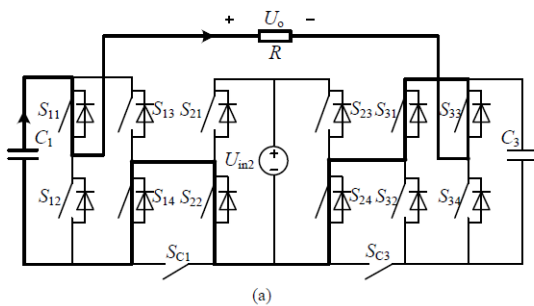 + Uo −
R
S11 S13 S21 S23 S31 S33
C1 Uin2 + − C3
S12 S14 S22 S24 S32 S34
SC1 SC3
(a)